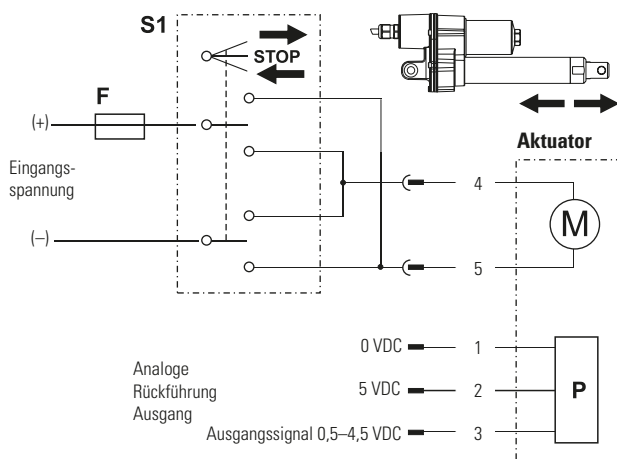 S1
STOP
F
(+)
Eingangs-
spannung
(–)
Aktuator
4
M
5
0 VDC
1
Analoge
Rückführung
Ausgang
5 VDC
2
P
Ausgangssignal 0,5–4,5 VDC
3